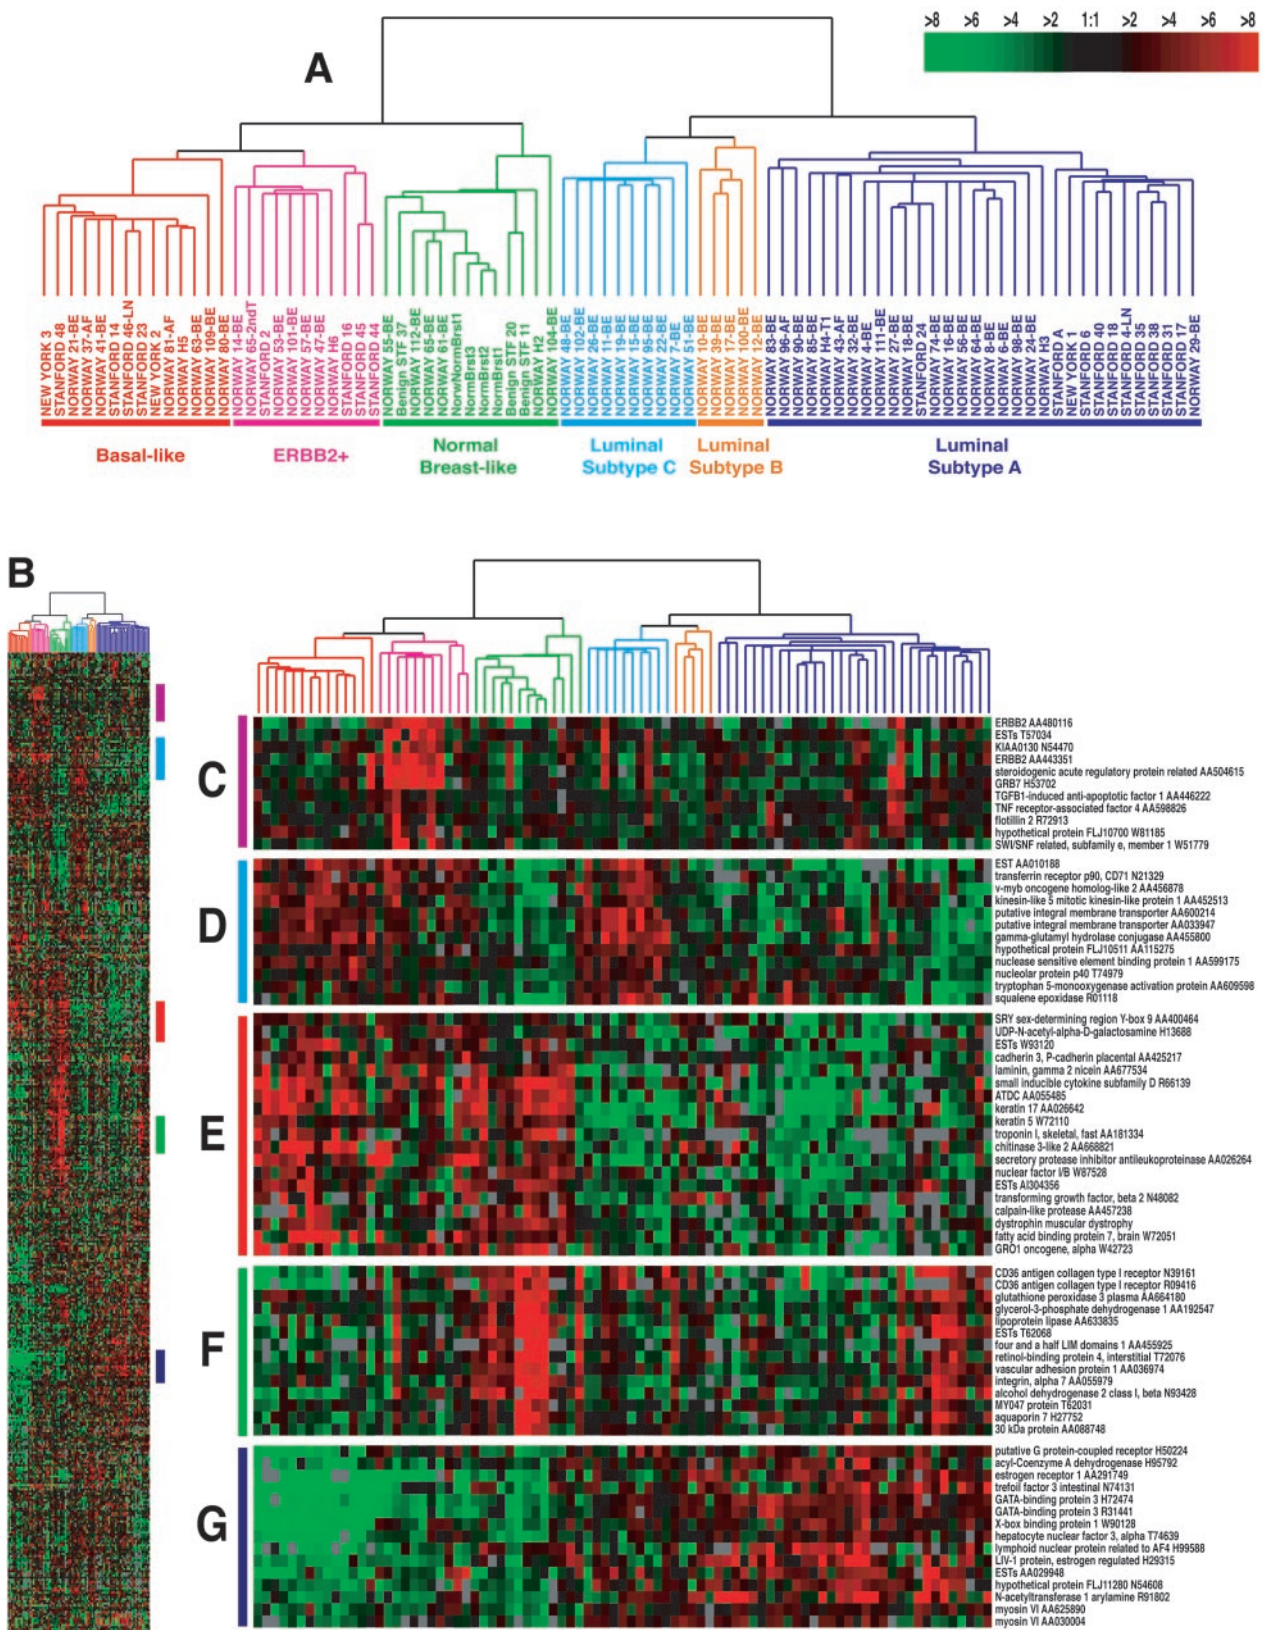 >8 >6 >4 >2 1:1 >2 >4 >6 >8
A
NEW YORK 3
STANFORD 48
NORWAY 21-BE
NORWAY 37-AF
NORWAY 41-BE
STANFORD 14
STANFORD 46-LN
STANFORD 23
NEW YORK 2
NORWAY 81-AF
NORWAY H5
NORWAY 63-BE
NORWAY 109-BE
NORWAY 80-BE
NORWAY 14-BE
NORWAY 65-2ndT
STANFORD 2
NORWAY 53-BE
NORWAY 101-BE
NORWAY 57-BE
NORWAY 47-BE
NORWAY H6
STANFORD 16
STANFORD 45
STANFORD 44
NORWAY 55-BE
Benign STF 37
NORWAY 112-BE
NORWAY 65-BE
NORWAY 61-BE
NorwNormBrst1
NormBrst3
NormBrst2
NormBrst1
Benign STF 20
Benign STF 11
NORWAY H2
NORWAY 104-BE
NORWAY 48-BE
NORWAY 102-BE
NORWAY 26-BE
NORWAY 11-BE
NORWAY 19-BE
NORWAY 15-BE
NORWAY 95-BE
NORWAY 22-BE
NORWAY 7-BE
NORWAY 51-BE
NORWAY 10-BE
NORWAY 39-BE
NORWAY 17-BE
NORWAY 100-BE
NORWAY 12-BE
NORWAY 83-BE
NORWAY 96-AF
NORWAY 90-BE
NORWAY 85-BE
NORWAY H4-T1
NORWAY 43-AF
NORWAY 32-BE
NORWAY 4-BE
NORWAY 111-BE
NORWAY 27-BE
NORWAY 18-BE
STANFORD 24
NORWAY 74-BE
NORWAY 16-BE
NORWAY 56-BE
NORWAY 64-BE
NORWAY 8-BE
NORWAY 6-BE
NORWAY 98-BE
NORWAY 24-BE
NORWAY H3
STANFORD A
NEW YORK 1
STANFORD 6
STANFORD 40
STANFORD 18
STANFORD 4-LN
STANFORD 35
STANFORD 38
STANFORD 31
STANFORD 17
NORWAY 29-BE
Basal-like
ERBB2+
Normal
Breast-like
Luminal
Subtype C
Luminal
Subtype B
Luminal
Subtype A
B
C
ERBB2 AA480116
ESTs T57034
KIAA0130 N54470
ERBB2 AA443351
steroidogenic acute regulatory protein related AA504615
GRB7 H53702
TGFB1-induced anti-apoptotic factor 1 AA446222
TNF receptor-associated factor 4 AA598826
flotillin 2 R72913
hypothetical protein FLJ10700 W81185
SWI/SNF related, subfamily e, member 1 W51779
D
EST AA010188
transferrin receptor p90, CD71 N21329
v-myb oncogene homolog-like 2 AA456878
kinesin-like 5 mitotic kinesin-like protein 1 AA452513
putative integral membrane transporter AA600214
putative integral membrane transporter AA033947
gamma-glutamyl hydrolase conjugase AA455800
hypothetical protein FLJ10511 AA115275
nuclease sensitive element binding protein 1 AA599175
nucleolar protein p40 T74979
tryptophan 5-monooxygenase activation protein AA609598
squalene epoxidase R01118
E
SRY sex-determining region Y-box 9 AA400464
UDP-N-acetyl-alpha-D-galactosamine H13688
ESTs W93120
cadherin 3, P-cadherin placental AA425217
laminin, gamma 2 nicein AA677534
small inducible cytokine subfamily D R66139
ATDC AA055485
keratin 17 AA026642
keratin 5 W72110
troponin I, skeletal, fast AA181334
chitinase 3-like 2 AA668821
secretory protease inhibitor antileukoproteinase AA026264
nuclear factor I/B W87528
ESTs AI304356
transforming growth factor, beta 2 N48082
calpain-like protease AA457238
dystrophin muscular dystrophy
fatty acid binding protein 7, brain W72051
GRO1 oncogene, alpha W42723
F
CD36 antigen collagen type I receptor N39161
CD36 antigen collagen type I receptor R09416
glutathione peroxidase 3 plasma AA664180
glycerol-3-phosphate dehydrogenase 1 AA192547
lipoprotein lipase AA633835
ESTs T62068
four and a half LIM domains 1 AA455925
retinol-binding protein 4, interstitial T72076
vascular adhesion protein 1 AA036974
integrin, alpha 7 AA055979
alcohol dehydrogenase 2 class I, beta N93428
MY047 protein T62031
aquaporin 7 H27752
30 kDa protein AA088748
G
putative G protein-coupled receptor H50224
acyl-Coenzyme A dehydrogenase H95792
estrogen receptor 1 AA291749
trefoil factor 3 intestinal N74131
GATA-binding protein 3 H72474
GATA-binding protein 3 R31441
X-box binding protein 1 W90128
hepatocyte nuclear factor 3, alpha T74639
lymphoid nuclear protein related to AF4 H99588
LIV-1 protein, estrogen regulated H29315
ESTs AA029948
hypothetical protein FLJ11280 N54608
N-acetyltransferase 1 arylamine R91802
myosin VI AA625890
myosin VI AA030004